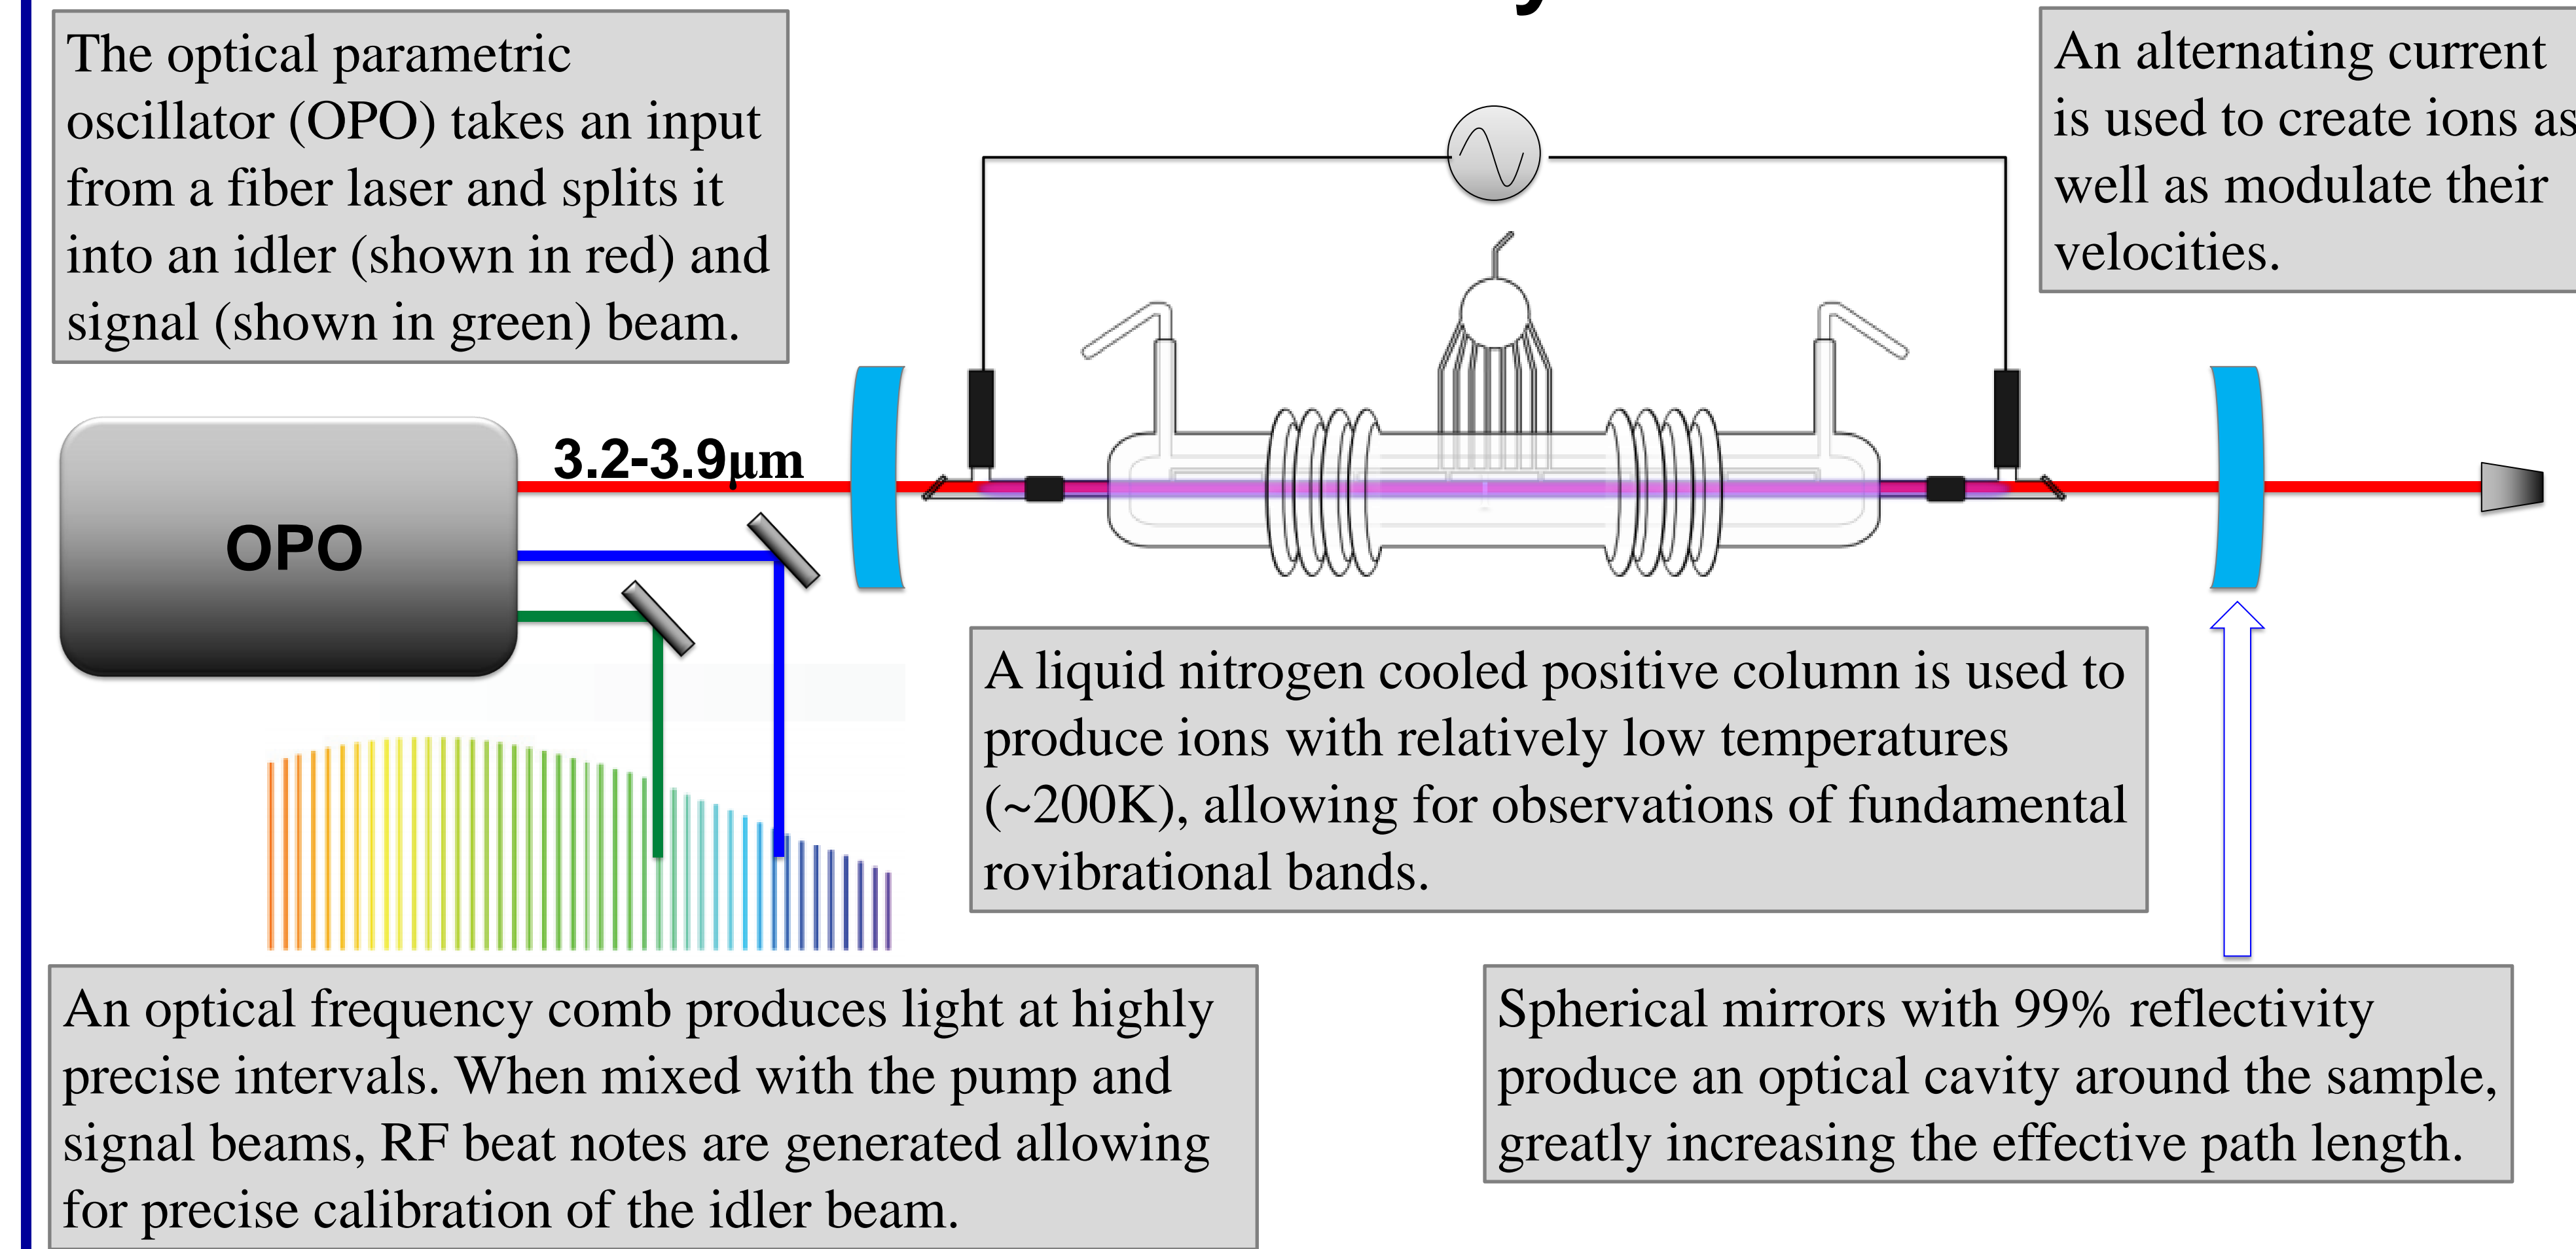 The optical parametric
oscillator (OPO) takes an input
from a fiber laser and splits it
into an idler (shown in red) and
signal (shown in green) beam.
An alternating current
is used to create ions as
well as modulate their
velocities.
3.2-3.9µm
OPO
A liquid nitrogen cooled positive column is used to
produce ions with relatively low temperatures
(~200K), allowing for observations of fundamental
rovibrational bands.
An optical frequency comb produces light at highly
precise intervals. When mixed with the pump and
signal beams, RF beat notes are generated allowing
for precise calibration of the idler beam.
Spherical mirrors with 99% reflectivity
produce an optical cavity around the sample,
greatly increasing the effective path length.